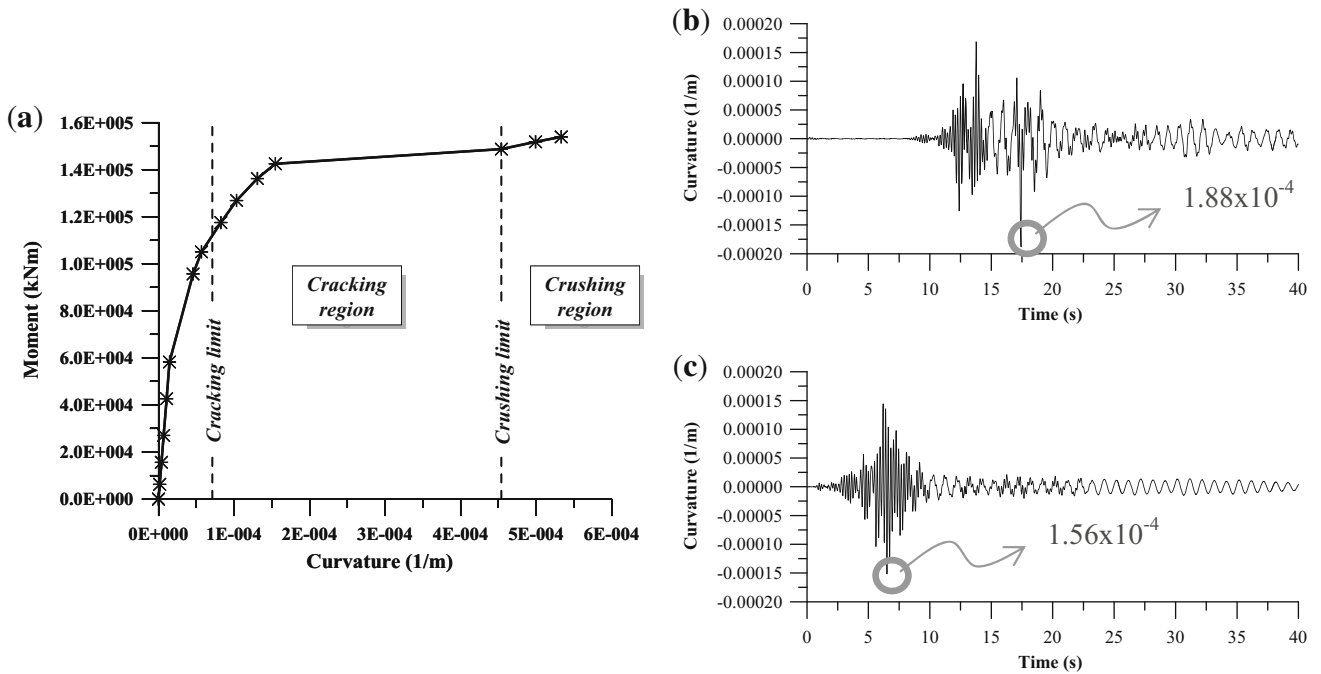 (a)
Moment (kNm)
1.6E+005
1.4E+005
1.2E+005
1.0E+005
8.0E+004
6.0E+004
4.0E+004
2.0E+004
0.0E+000
Cracking limit
Cracking
region
Crushing limit
Crushing
region
0E+000 1E-004 2E-004 3E-004 4E-004 5E-004 6E-004
Curvature (1/m)
(b)
Curvature (1/m)
0.00020
0.00015
0.00010
0.00005
0.00000
-0.00005
-0.00010
-0.00015
-0.00020
1.88x10⁻⁴
0 5 10 15 20 25 30 35 40
Time (s)
(c)
Curvature (1/m)
0.00020
0.00015
0.00010
0.00005
0.00000
-0.00005
-0.00010
-0.00015
-0.00020
1.56x10⁻⁴
0 5 10 15 20 25 30 35 40
Time (s)